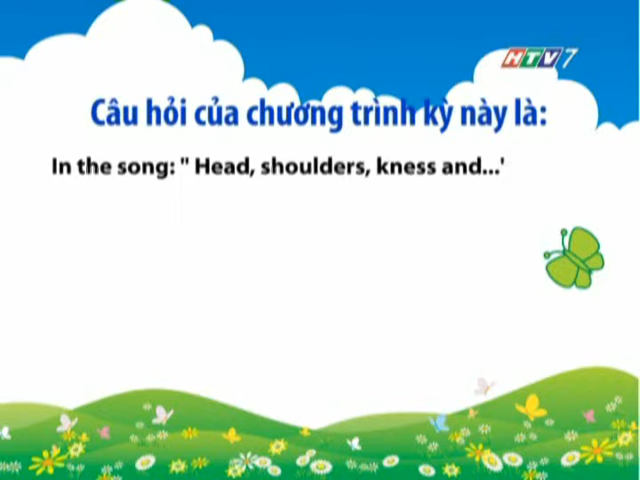 HTV7
Câu hỏi của chương trình kỳ này là:
In the song: " Head, shoulders, kness and...'